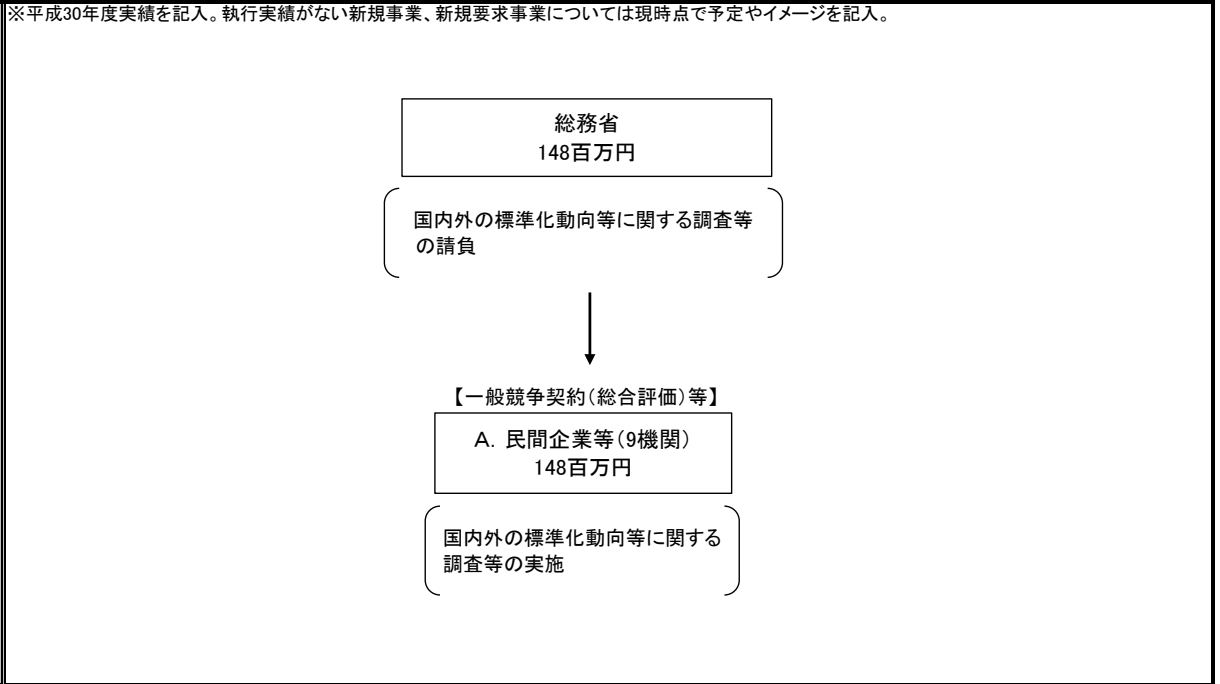 ※平成30年度実績を記入。執行実績がない新規事業、新規要求事業については現時点で予定やイメージを記入。
総務省
148百万円
国内外の標準化動向等に関する調査等
の請負
【一般競争契約(総合評価)等】
A. 民間企業等(9機関)
148百万円
国内外の標準化動向等に関する
調査等の実施